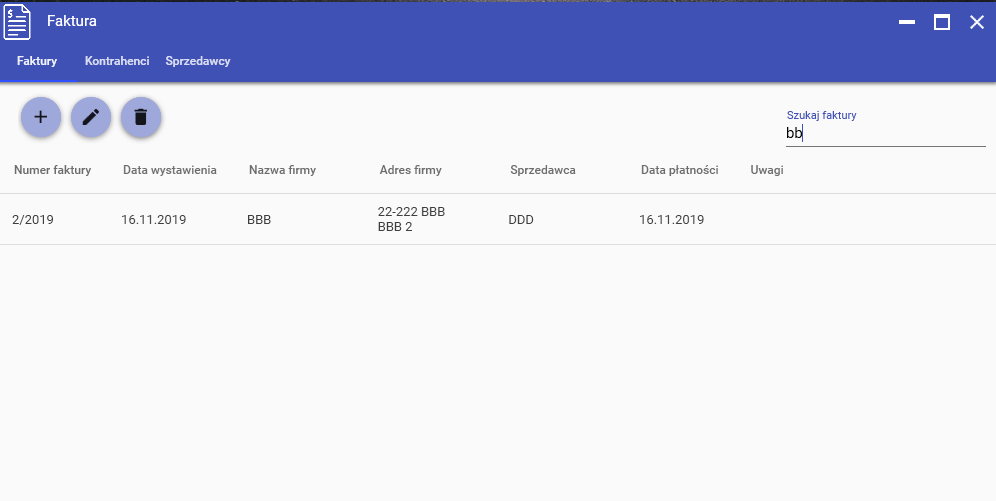 Faktura
Faktury Kontrahenci Sprzedawcy
Szukaj faktury
bb
Numer faktury Data wystawienia Nazwa firmy Adres firmy Sprzedawca Data płatności Uwagi
2/2019 16.11.2019 BBB 22-222 BBB DDD 16.11.2019
BBB 2